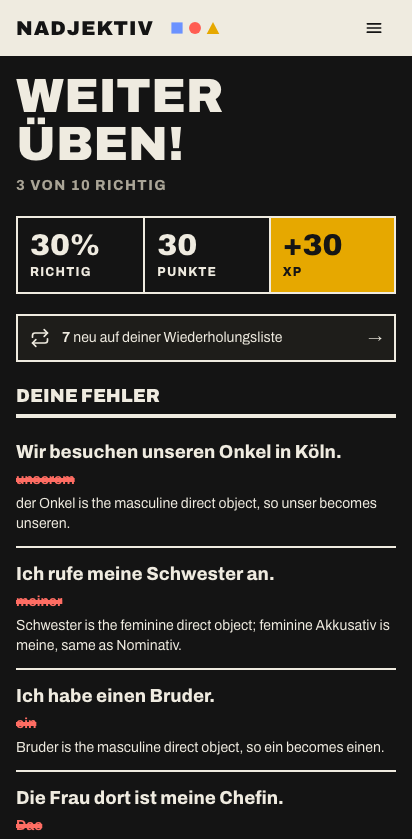 NADJEKTIV
WEITER
ÜBEN!
3 VON 10 RICHTIG
30%
RICHTIG
30
PUNKTE
+30
XP
7 neu auf deiner Wiederholungsliste →
DEINE FEHLER
Wir besuchen unseren Onkel in Köln.
unserem
der Onkel is the masculine direct object, so unser becomes
unseren.
Ich rufe meine Schwester an.
meiner
Schwester is the feminine direct object; feminine Akkusativ is
meine, same as Nominativ.
Ich habe einen Bruder.
ein
Bruder is the masculine direct object, so ein becomes einen.
Die Frau dort ist meine Chefin.
Das